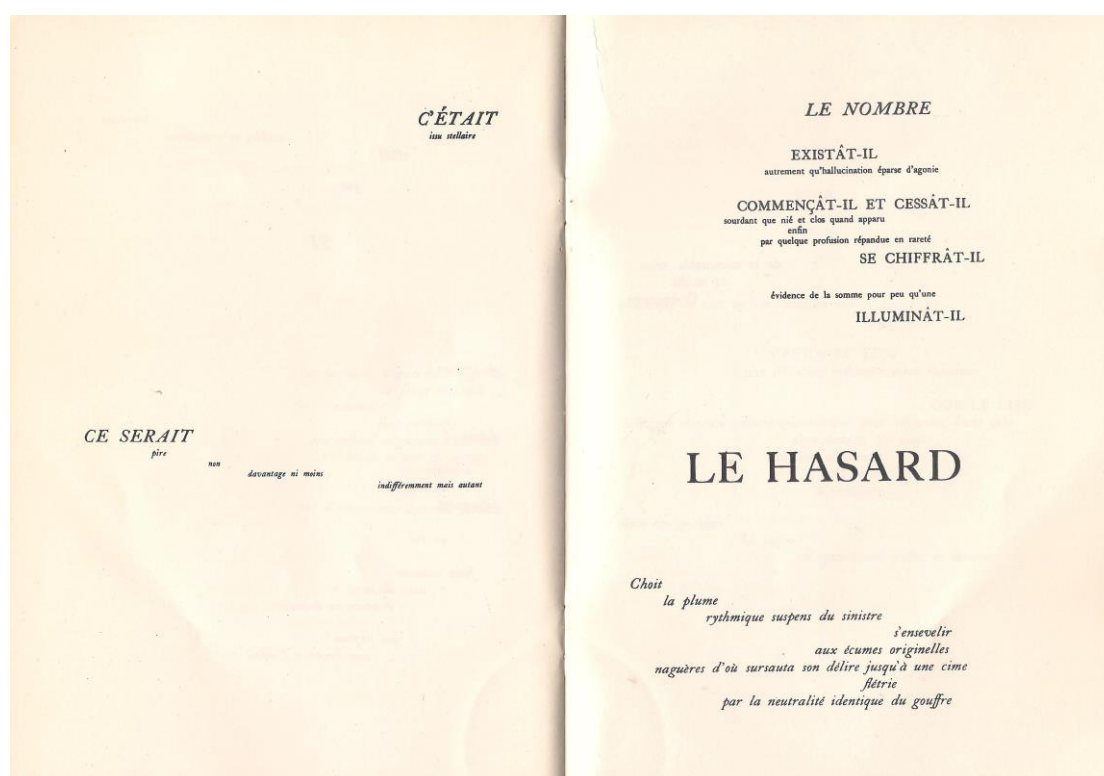 C'ÉTAIT
issu stellaire
CE SERAIT
pire
non
davantage ni moins
indifféremment mais autant
LE NOMBRE
EXISTÂT-IL
autrement qu'hallucination éparse d'agonie
COMMENÇÂT-IL ET CESSÂT-IL
sourdant que nié et clos quand apparu
enfin
par quelque profusion répandue en rareté
SE CHIFFRÂT-IL
évidence de la somme pour peu qu'une
ILLUMINÂT-IL
LE HASARD
Choit
la plume
rythmique suspens du sinistre
s'ensevelir
aux écumes originelles
naguères d'où sursauta son délire jusqu'à une cime
flétrie
par la neutralité identique du gouffre